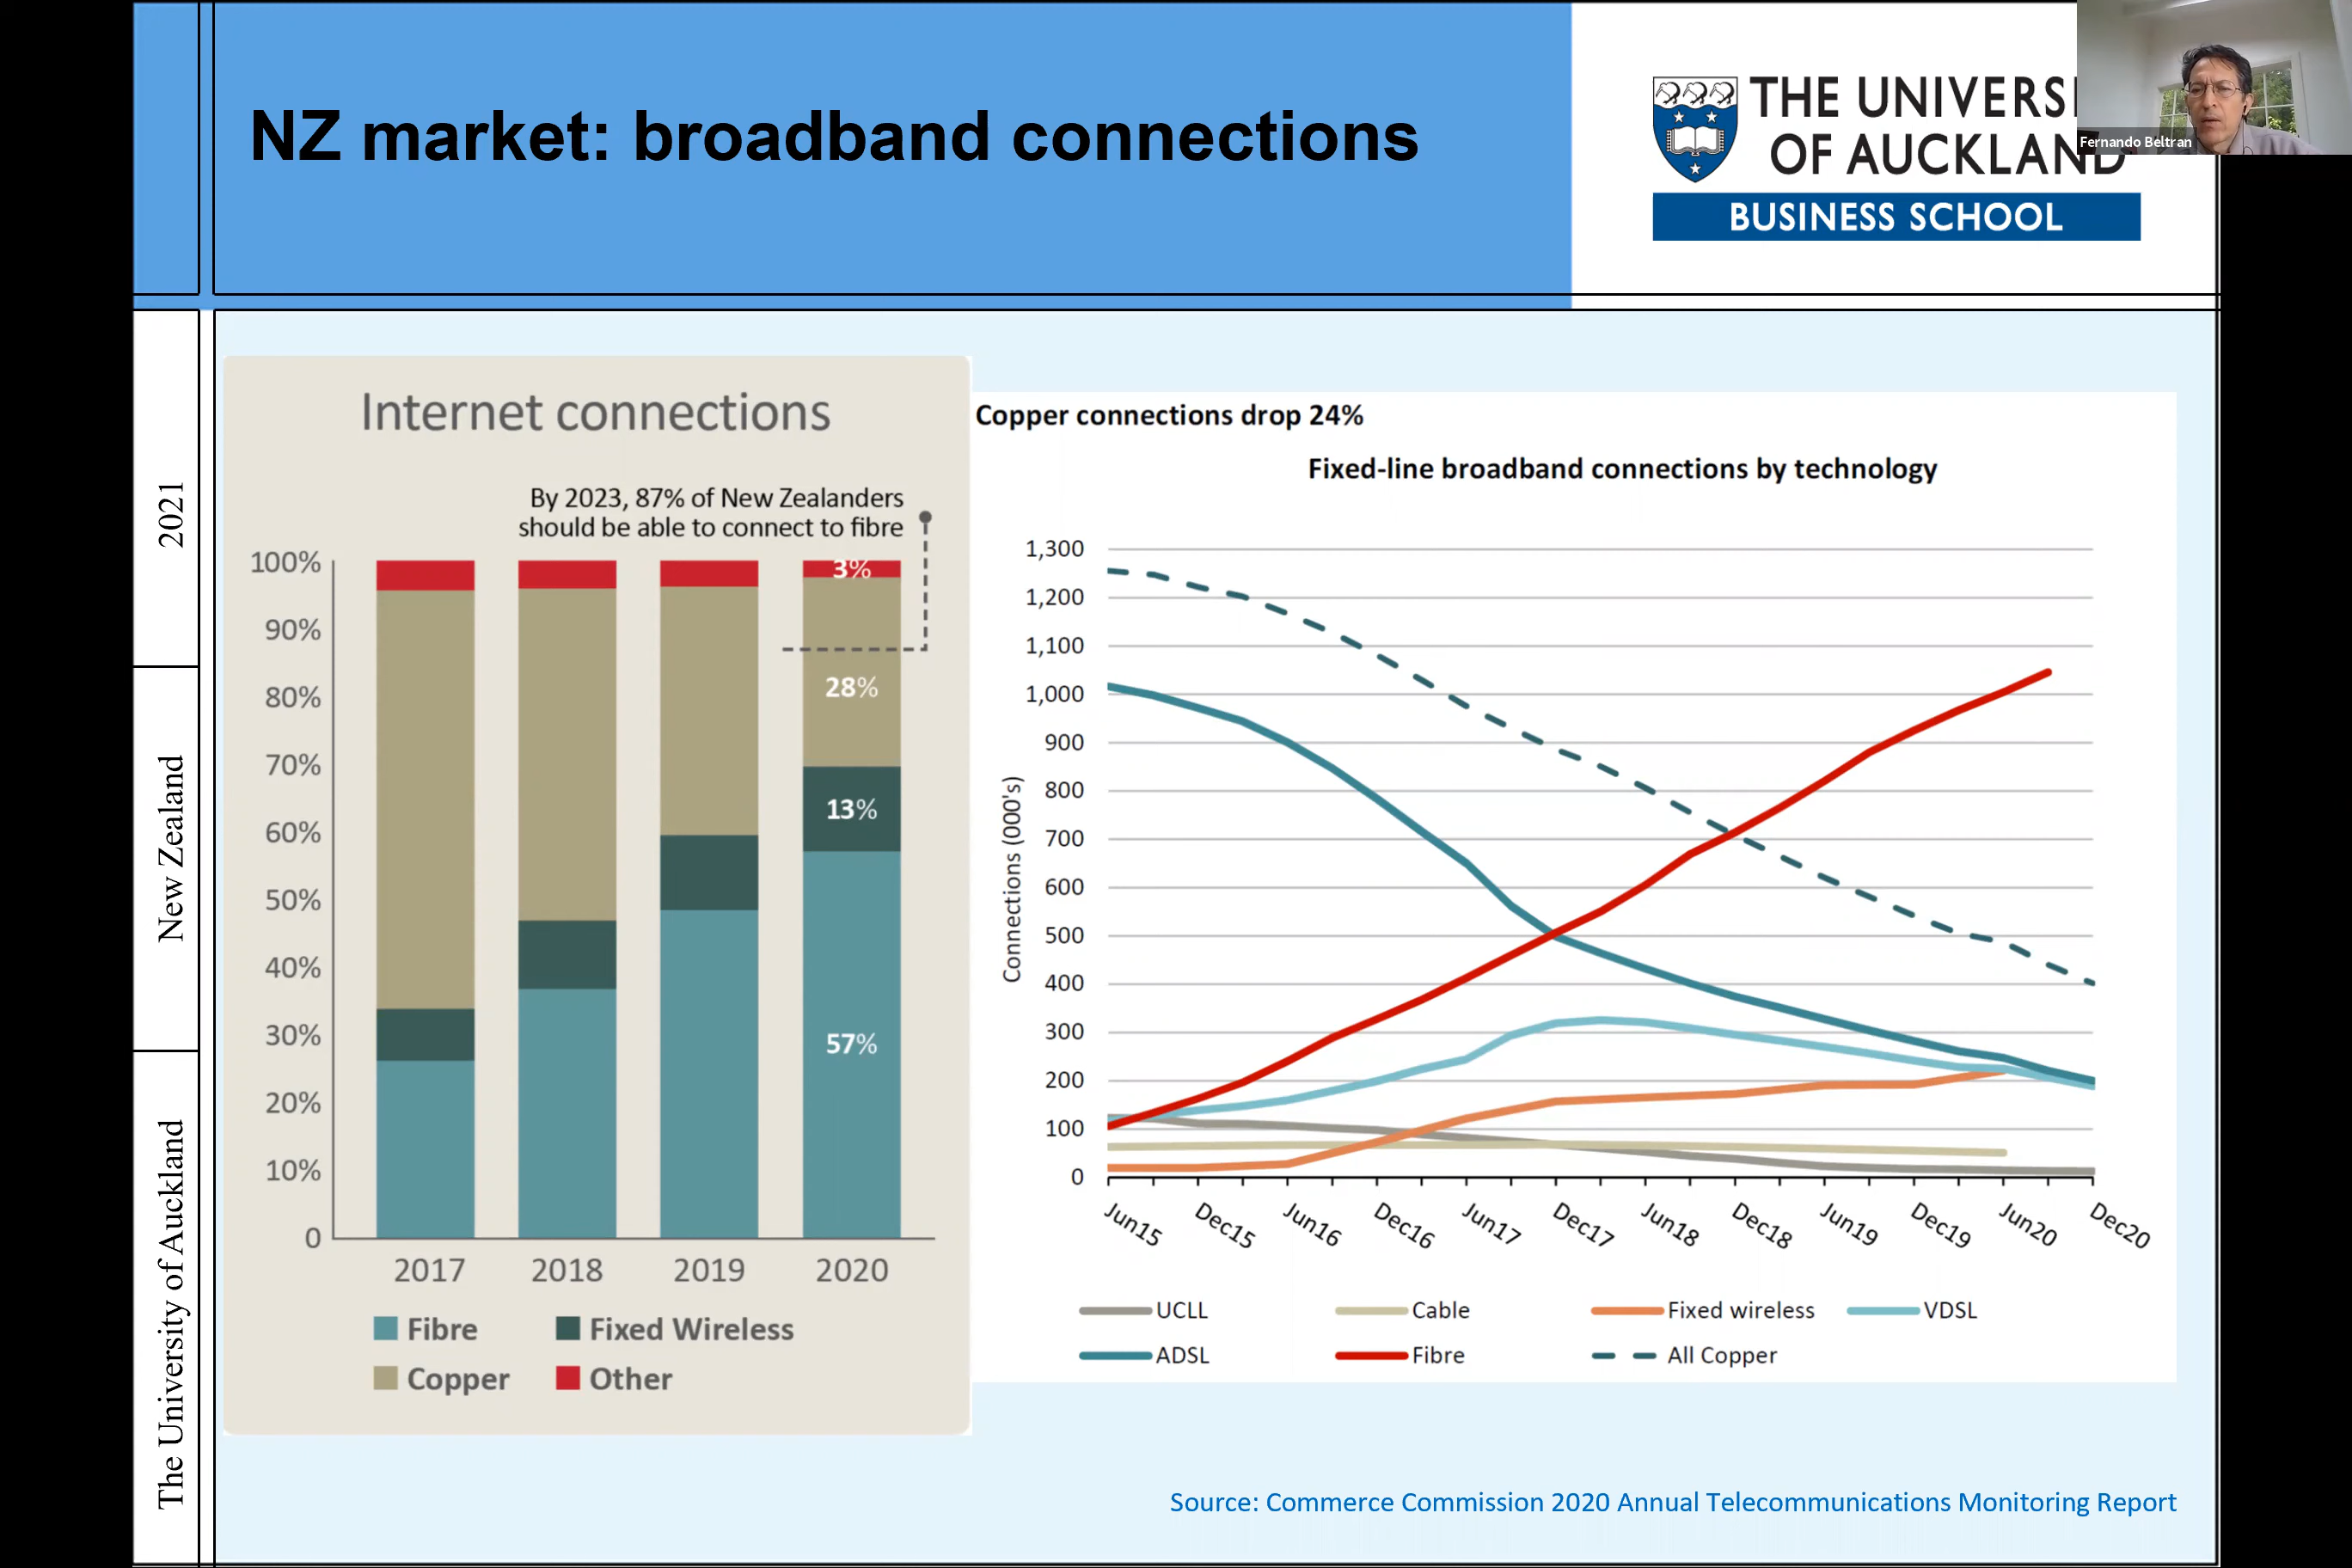 NZ market: broadband connections
THE UNIVERSI
OF AUCKLAND
BUSINESS SCHOOL
Fernando Beltran
2021
New Zealand
The University of Auckland
Internet connections
By 2023, 87% of New Zealanders
should be able to connect to fibre
100%
90%
80%
70%
60%
50%
40%
30%
20%
10%
0
3%
28%
13%
57%
2017 2018 2019 2020
Fibre Fixed Wireless
Copper Other
Copper connections drop 24%
Fixed-line broadband connections by technology
Connections (000's)
1,300
1,200
1,100
1,000
900
800
700
600
500
400
300
200
100
0
Jun15 Dec15 Jun16 Dec16 Jun17 Dec17 Jun18 Dec18 Jun19 Dec19 Jun20 Dec20
UCLL Cable Fixed wireless VDSL
ADSL Fibre All Copper
Source: Commerce Commission 2020 Annual Telecommunications Monitoring Report